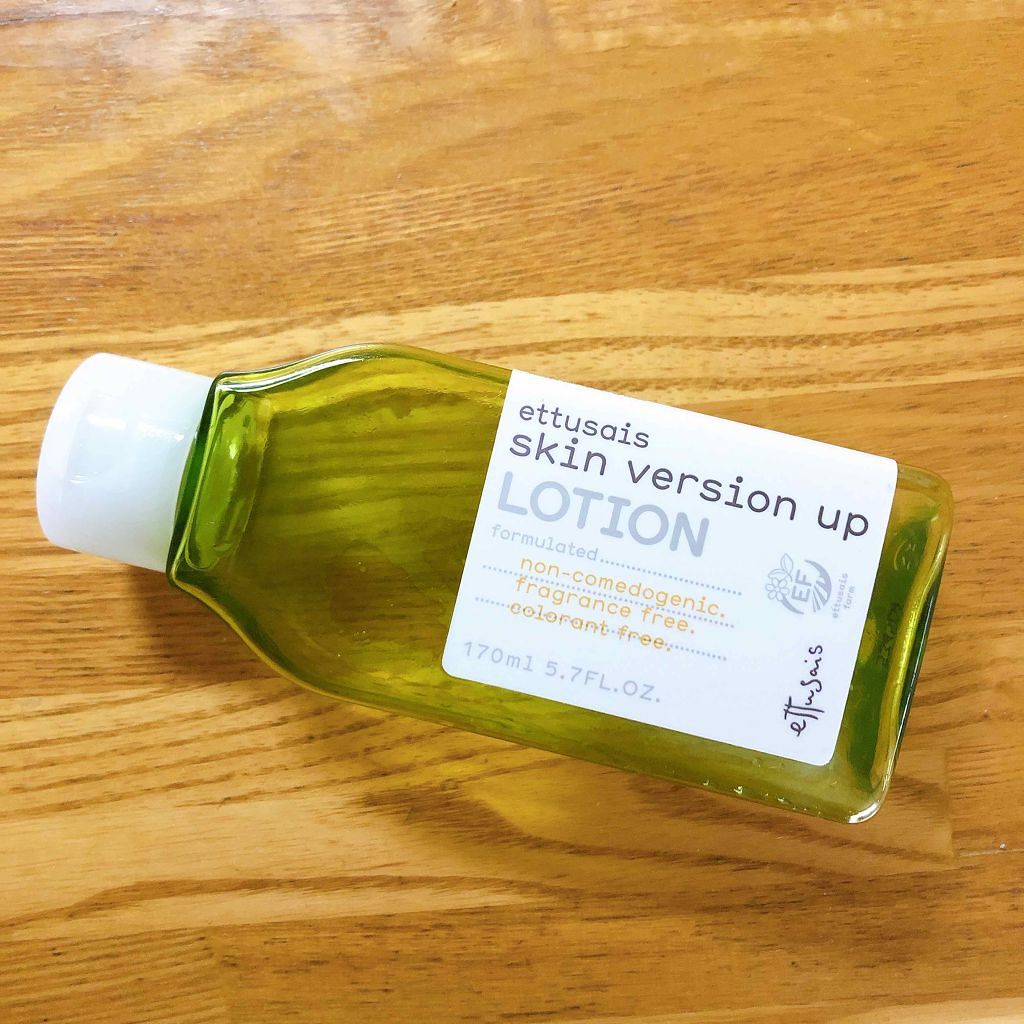 ettusais
skin version up
LOTION
formulated
non-comedogenic.
fragrance free.
colorant free.
170ml 5.7FL.OZ.
EF
ettusais
farm
ettusais